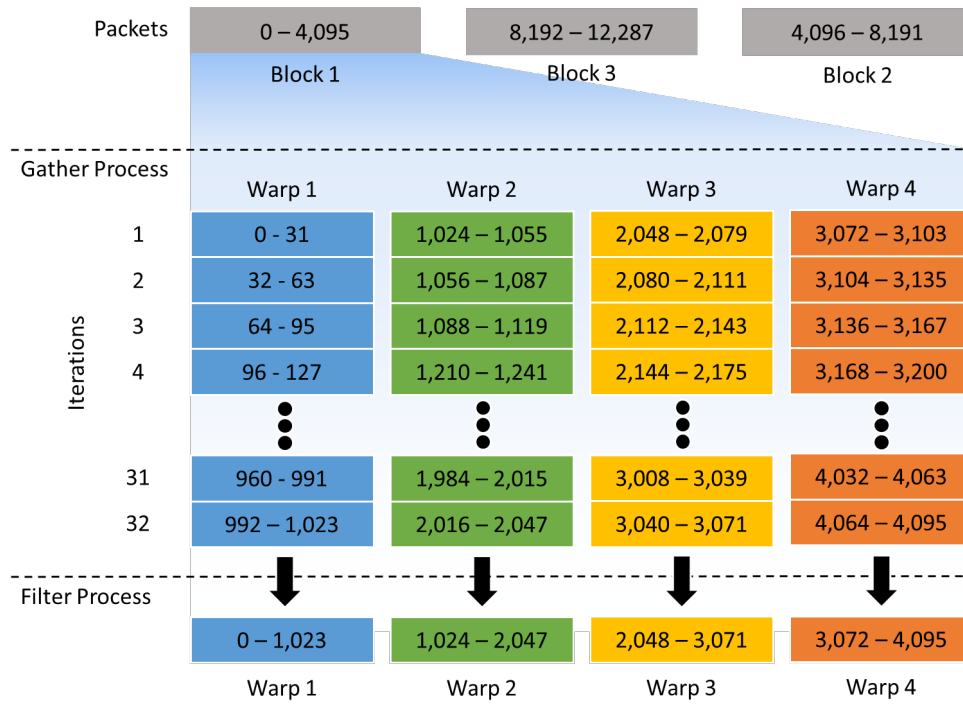 Packets 0 – 4,095 8,192 – 12,287 4,096 – 8,191
Block 1 Block 3 Block 2
Gather Process
Warp 1 Warp 2 Warp 3 Warp 4
Iterations
1 0 - 31 1,024 – 1,055 2,048 – 2,079 3,072 – 3,103
2 32 - 63 1,056 – 1,087 2,080 – 2,111 3,104 – 3,135
3 64 - 95 1,088 – 1,119 2,112 – 2,143 3,136 – 3,167
4 96 - 127 1,210 – 1,241 2,144 – 2,175 3,168 – 3,200
31 960 - 991 1,984 – 2,015 3,008 – 3,039 4,032 – 4,063
32 992 – 1,023 2,016 – 2,047 3,040 – 3,071 4,064 – 4,095
Filter Process
0 – 1,023 1,024 – 2,047 2,048 – 3,071 3,072 – 4,095
Warp 1 Warp 2 Warp 3 Warp 4